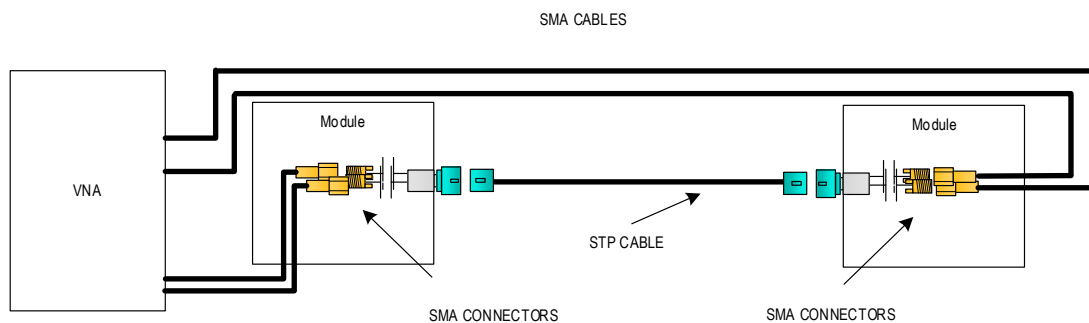 SMA CABLES
Module
Module
VNA
STP CABLE
SMA CONNECTORS
SMA CONNECTORS